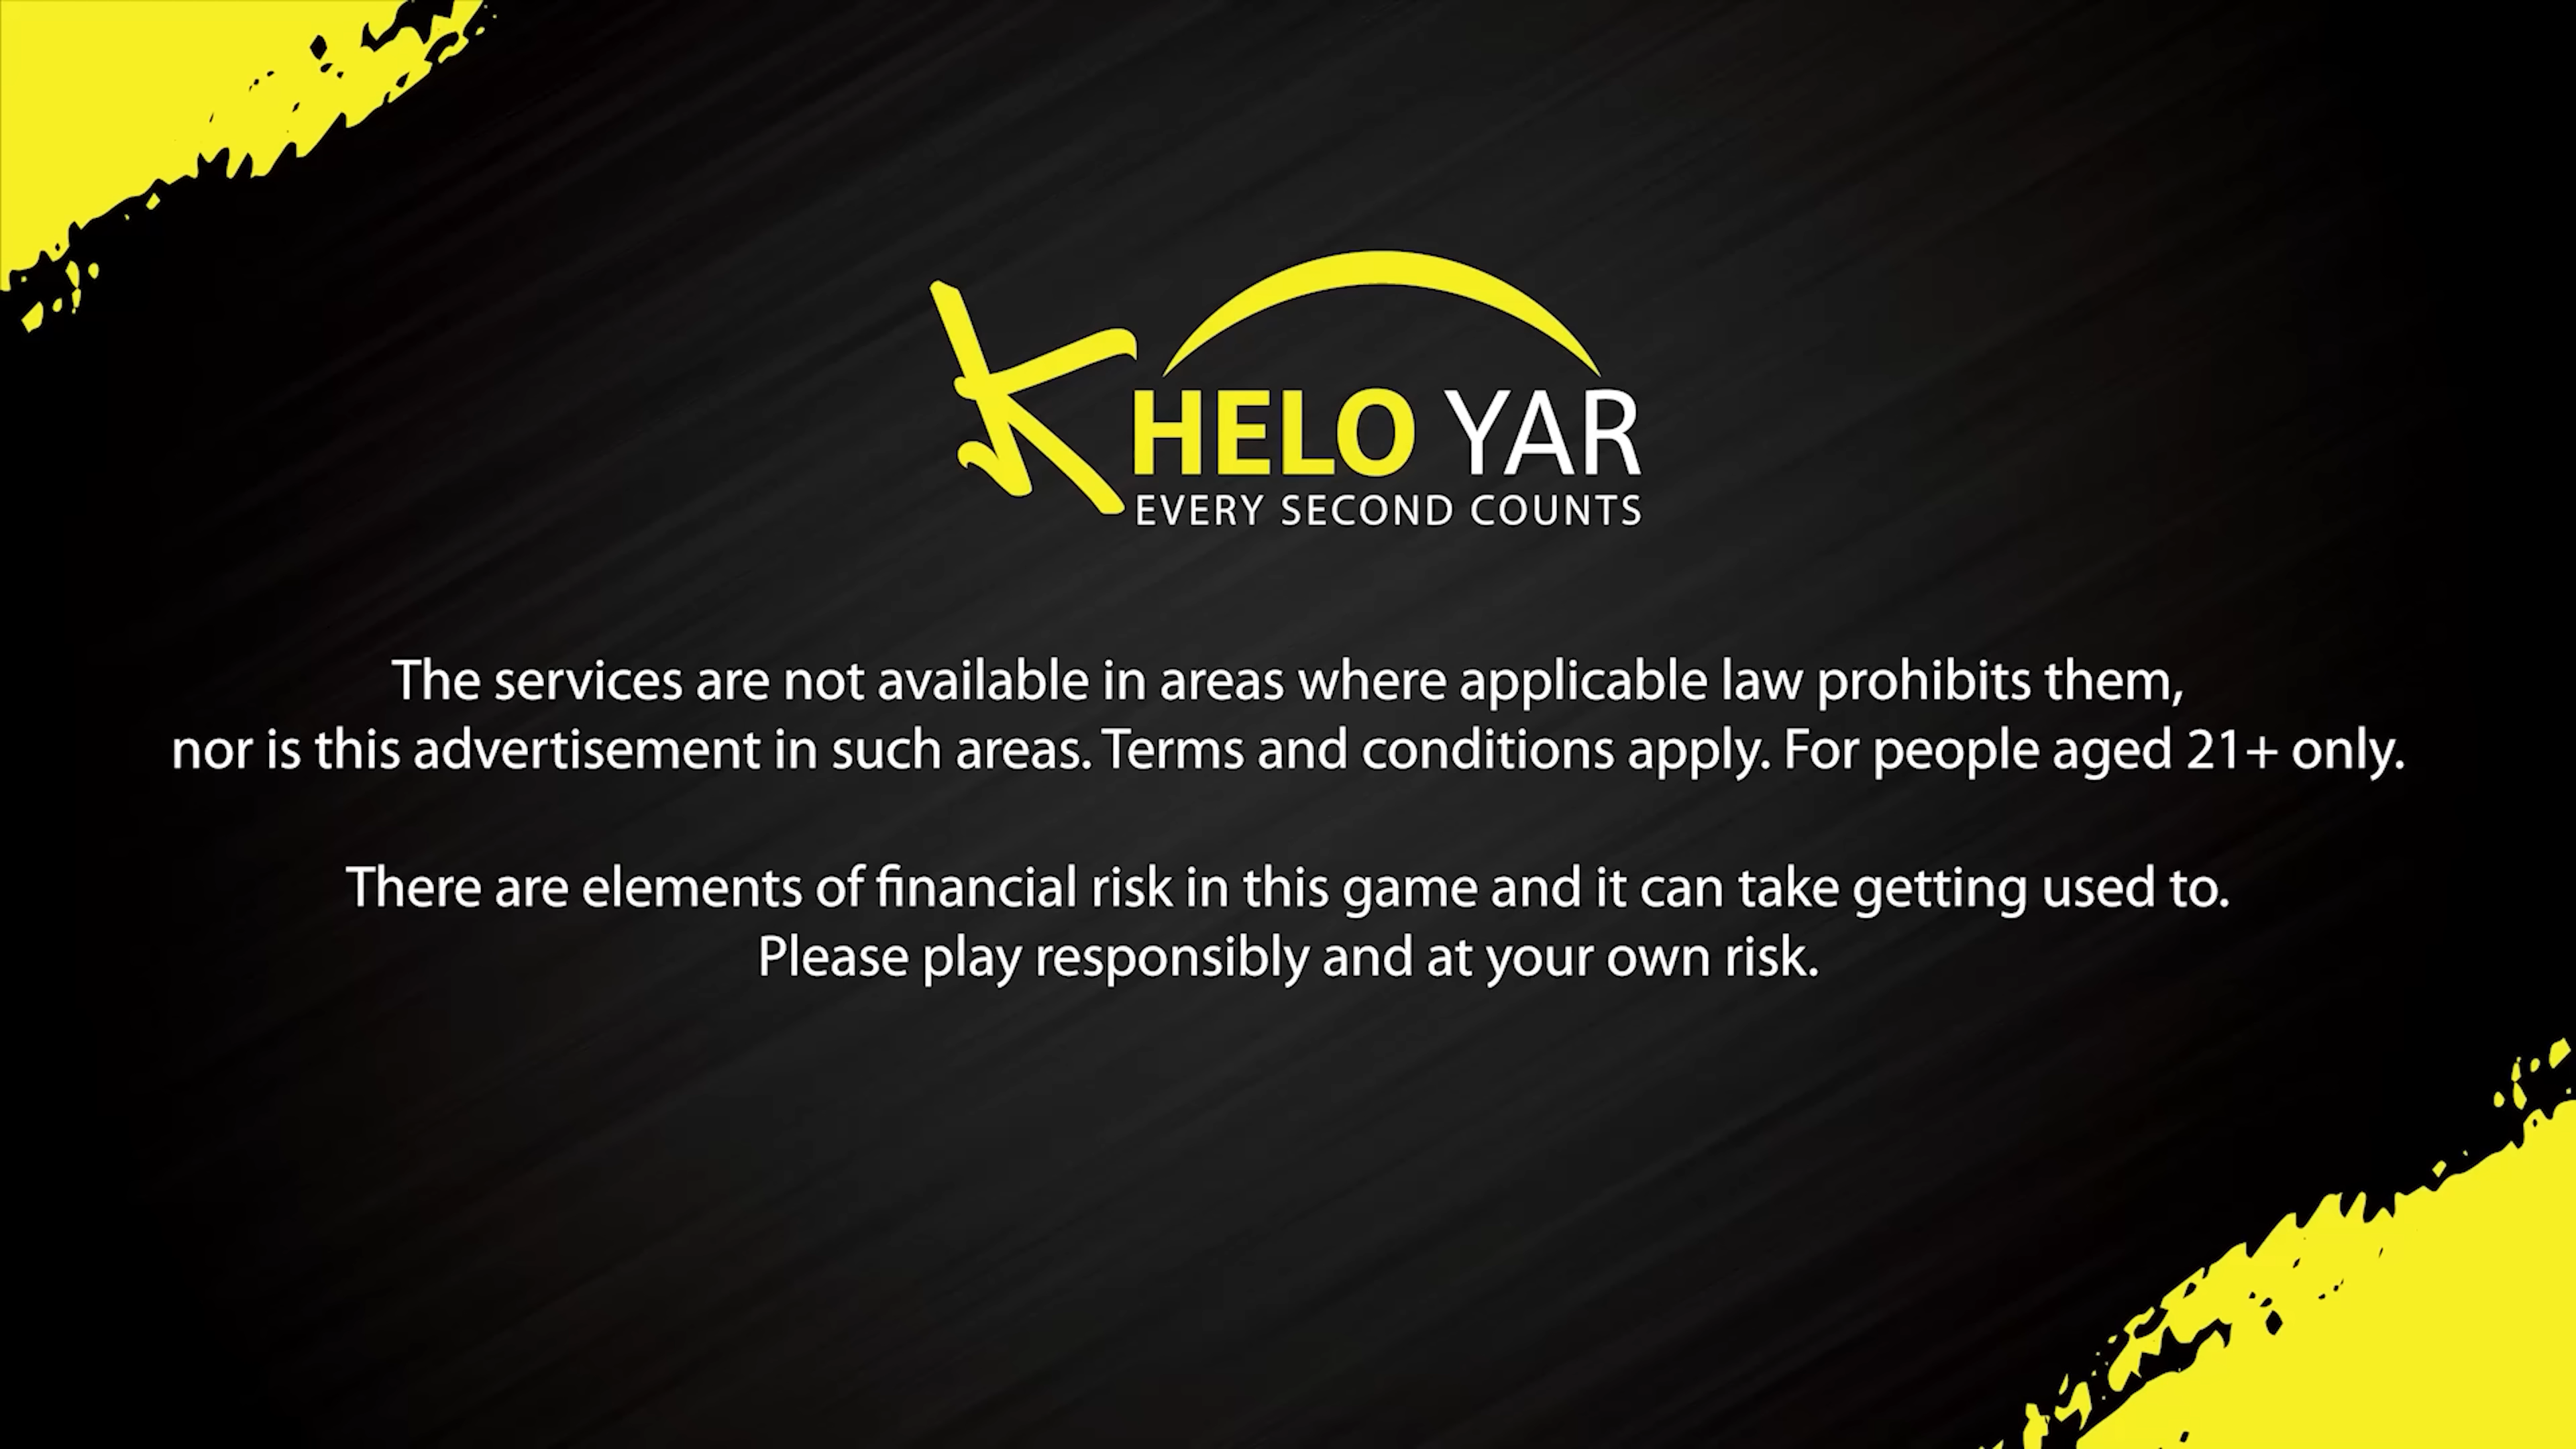 KHELO YAR
EVERY SECOND COUNTS
The services are not available in areas where applicable law prohibits them,
nor is this advertisement in such areas. Terms and conditions apply. For people aged 21+ only.
There are elements of financial risk in this game and it can take getting used to.
Please play responsibly and at your own risk.